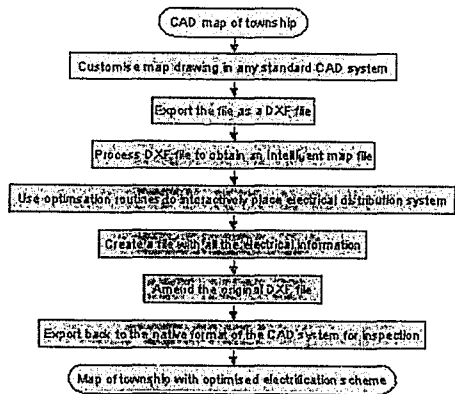 CAD map of township
Customise map drawing in any standard CAD system
Export the file as a DXF file
Process DXF file to obtain an intelligent map file
Use optimsation routines to interactively place electrical distribution system
Create a file with all the electrical information
Amend the original DXF file
Export back to the native format of the CAD system for inspection
Map of township with optimised electrification scheme